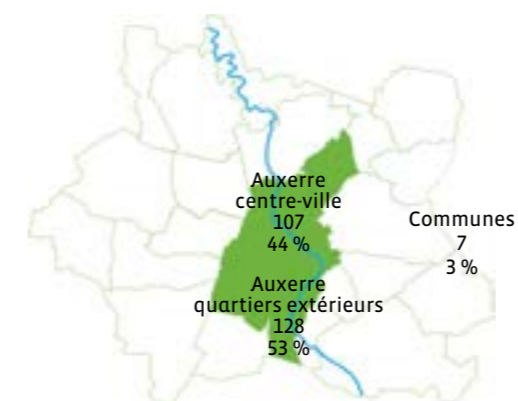 Auxerre
centre-ville
107
44 %
Communes
7
3 %
Auxerre
quartiers extérieurs
128
53 %